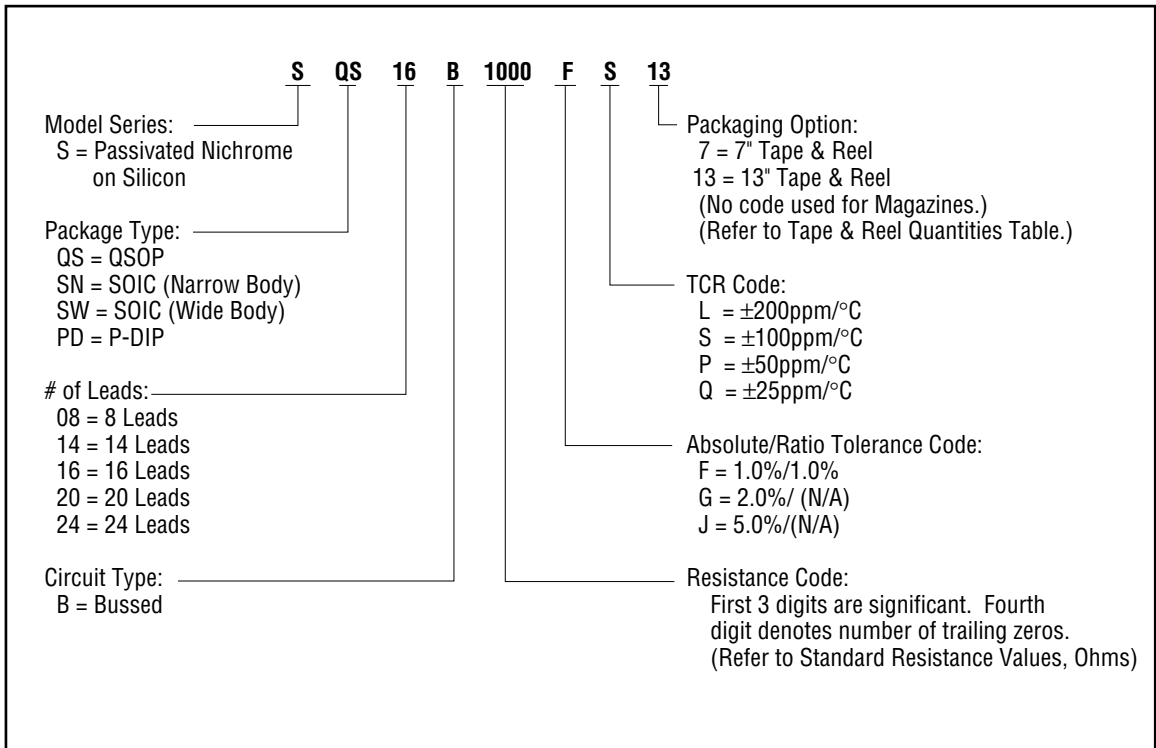 S QS 16 B 1000 F S 13
Model Series:
S = Passivated Nichrome
on Silicon
Package Type:
QS = QSOP
SN = SOIC (Narrow Body)
SW = SOIC (Wide Body)
PD = P-DIP
# of Leads:
08 = 8 Leads
14 = 14 Leads
16 = 16 Leads
20 = 20 Leads
24 = 24 Leads
Circuit Type:
B = Bussed
Packaging Option:
7 = 7" Tape & Reel
13 = 13" Tape & Reel
(No code used for Magazines.)
(Refer to Tape & Reel Quantities Table.)
TCR Code:
L = ±200ppm/°C
S = ±100ppm/°C
P = ±50ppm/°C
Q = ±25ppm/°C
Absolute/Ratio Tolerance Code:
F = 1.0%/1.0%
G = 2.0%/ (N/A)
J = 5.0%/(N/A)
Resistance Code:
First 3 digits are significant. Fourth
digit denotes number of trailing zeros.
(Refer to Standard Resistance Values, Ohms)